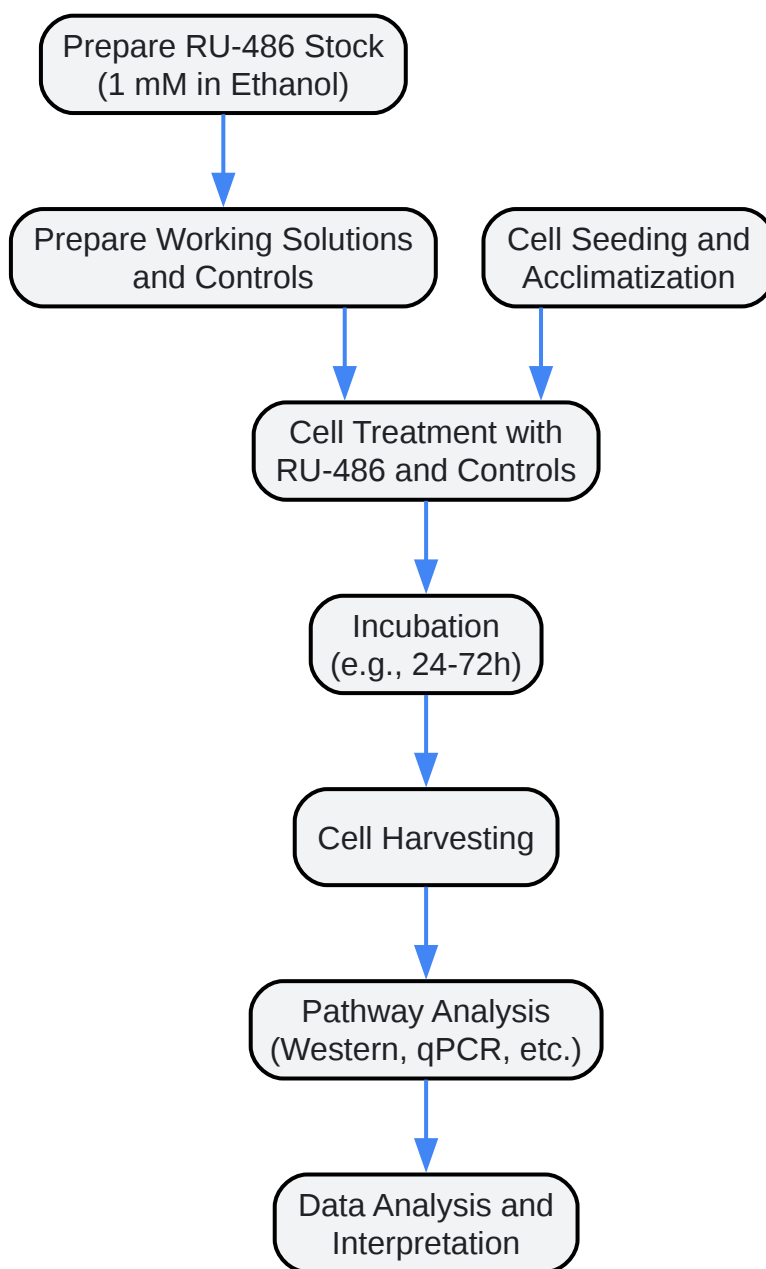 Prepare RU-486 Stock
(1 mM in Ethanol)
Prepare Working Solutions
and Controls
Cell Seeding and
Acclimatization
Cell Treatment with
RU-486 and Controls
Incubation
(e.g., 24-72h)
Cell Harvesting
Pathway Analysis
(Western, qPCR, etc.)
Data Analysis and
Interpretation